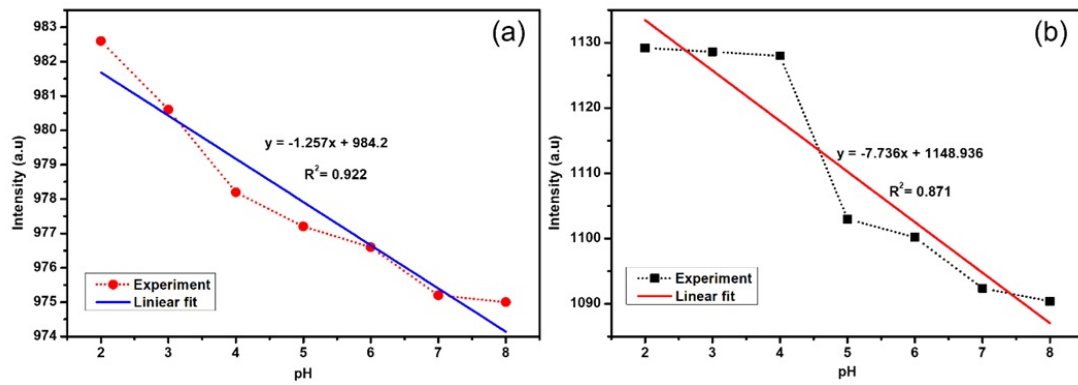 (a)
Intensity (a.u)
983
982
981
980
979
978
977
976
975
974
y = -1.257x + 984.2
R²= 0.922
Experiment
Liniear fit
2 3 4 5 6 7 8
pH
(b)
Intensity (a.u)
1130
1120
1110
1100
1090
y = -7.736x + 1148.936
R²= 0.871
Experiment
Linear fit
2 3 4 5 6 7 8
pH